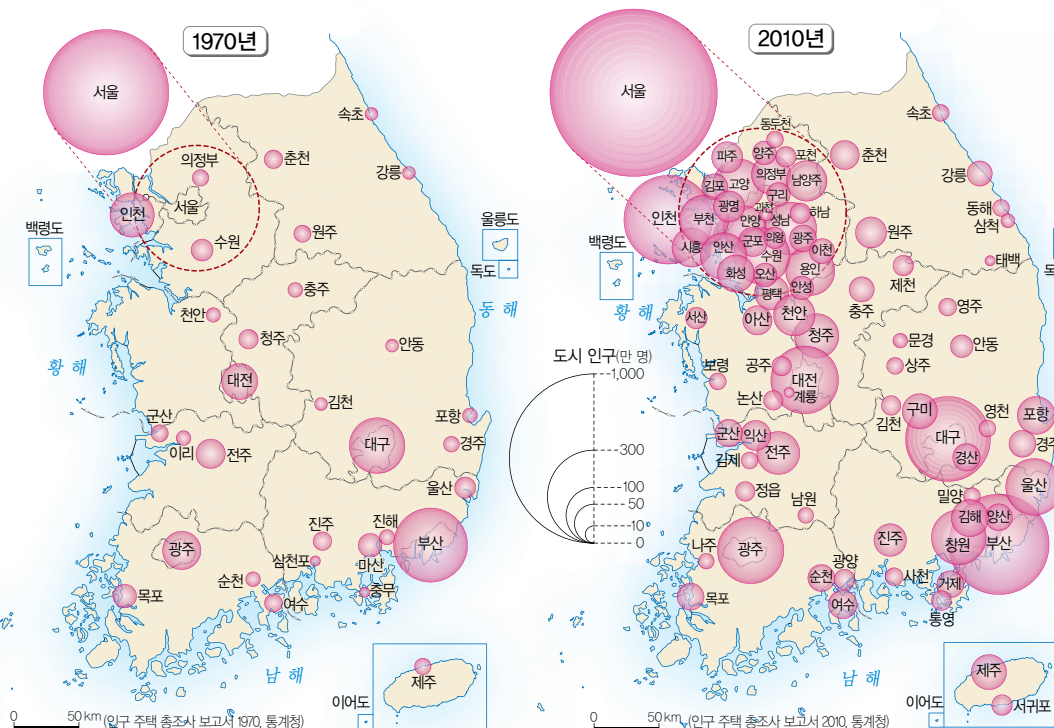 1970년
서울
속초
의정부
춘천
강릉
인천
서울
백령도
울릉도
수원
원주
독도
충주
동해
천안
청주
안동
황해
대전
김천
군산
포항
이리
전주
대구
경주
울산
진주
진해
광주
부산
삼천포
마산
순천
충무
목포
여수
남해
제주
이어도
0 50km (인구 주택 총조사 보고서 1970, 통계청)
2010년
서울
속초
동두천
파주
양주
포천
춘천
의정부
강릉
김포
고양
남양주
구리
광명
과천
하남
동해
인천
부천
안양
성남
삼척
백령도
원주
시흥
안산
군포
의왕
광주
수원
이천
태백
화성
오산
용인
제천
평택
안성
충주
황해
서산
아산
천안
영주
청주
문경
안동
도시 인구(만 명)
1,000
300
100
50
10
0
보령
공주
대전
상주
계룡
논산
김천
구미
영천
포항
군산
익산
대구
전주
경산
경주
김제
정읍
밀양
울산
남원
김해
양산
나주
광주
진주
창원
부산
순천
광양
사천
거제
목포
여수
통영
남해
제주
이어도
서귀포
0 50km (인구 주택 총조사 보고서 2010, 통계청)